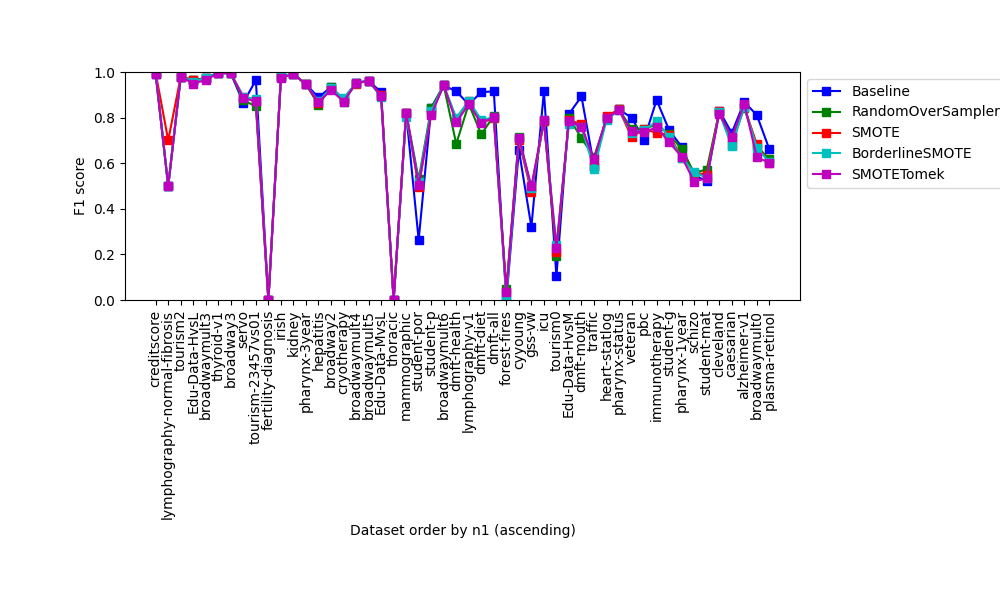 1.0
0.8
0.6
0.4
0.2
0.0
F1 score
Baseline
RandomOverSampler
SMOTE
BorderlineSMOTE
SMOTETomek
creditscore
lymphography-normal-fibrosis
tourism2
Edu-Data-HvsL
broadwaymult3
thyroid-v1
broadway3
servo
tourism-23457vs01
fertility-diagnosis
irish
kidney
pharynx-3year
hepatitis
broadway2
cryotherapy
broadwaymult4
broadwaymult5
Edu-Data-MvsL
thoracic
mammographic
student-por
student-p
broadwaymult6
dmft-health
lymphography-v1
dmft-diet
dmft-all
forest-fires
cyyoung
gss-vw
icu
tourism0
Edu-Data-HvsM
dmft-mouth
traffic
heart-statlog
pharynx-status
veteran
pbc
immunotherapy
student-g
pharynx-1year
schizo
student-mat
cleveland
caesarian
alzheimer-v1
broadwaymult0
plasma-retinol
Dataset order by n1 (ascending)